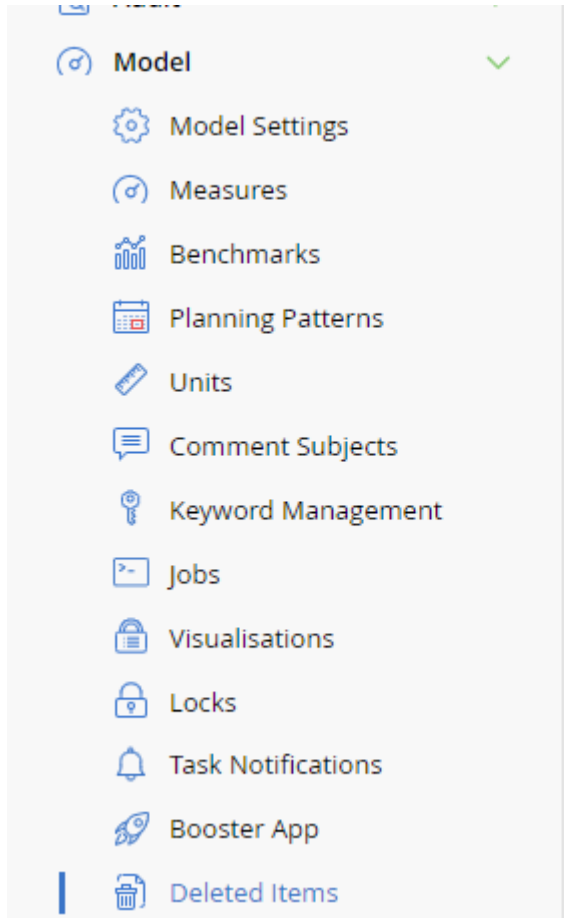 Model
Model Settings
Measures
Benchmarks
Planning Patterns
Units
Comment Subjects
Keyword Management
Jobs
Visualisations
Locks
Task Notifications
Booster App
Deleted Items